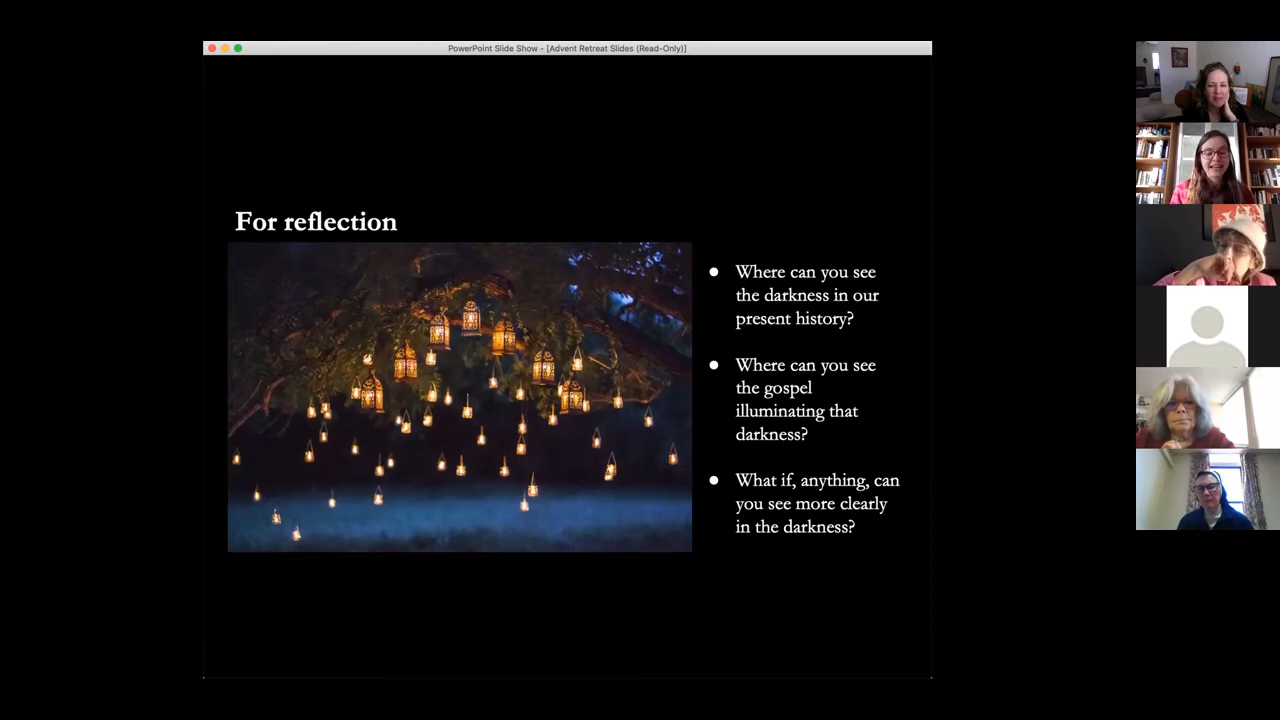 PowerPoint Slide Show - [Advent Retreat Slides (Read-Only)]
For reflection
● Where can you see
the darkness in our
present history?
● Where can you see
the gospel
illuminating that
darkness?
● What if, anything, can
you see more clearly
in the darkness?